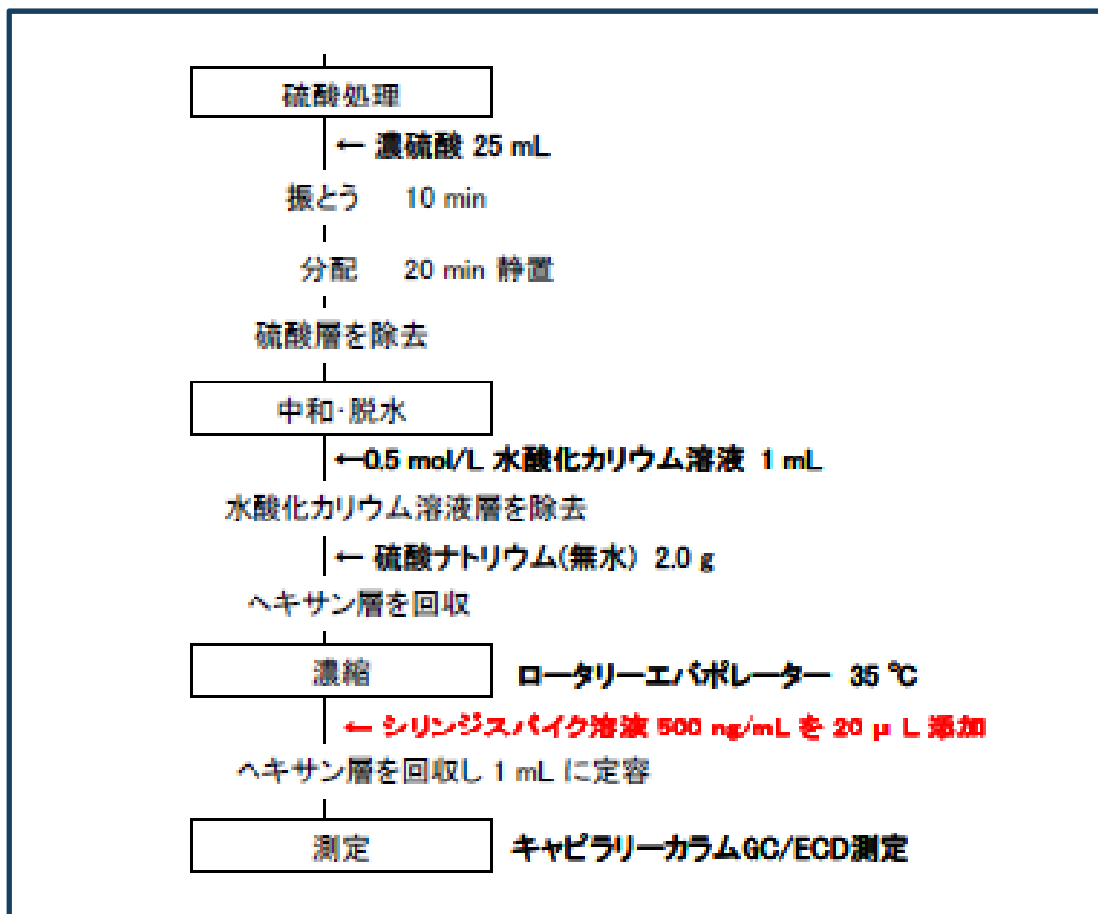 硫酸処理
← 濃硫酸 25 mL
振とう 10 min
分配 20 min 静置
硫酸層を除去
中和・脱水
←0.5 mol/L 水酸化カリウム溶液 1 mL
水酸化カリウム溶液層を除去
← 硫酸ナトリウム(無水) 2.0 g
ヘキサン層を回収
濃縮 ロータリーエバポレーター 35 ℃
← シリンジスパイク溶液 500 ng/mL を 20 μ L 添加
ヘキサン層を回収し 1 mL に定容
測定 キャピラリーカラムGC/ECD測定